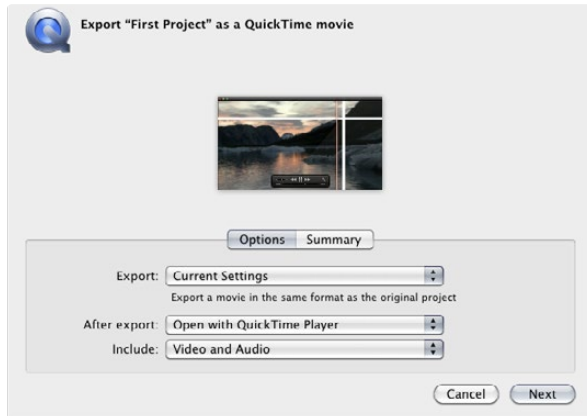 Export “First Project” as a QuickTime movie
Options Summary
Export: Current Settings
Export a movie in the same format as the original project
After export: Open with QuickTime Player
Include: Video and Audio
Cancel Next